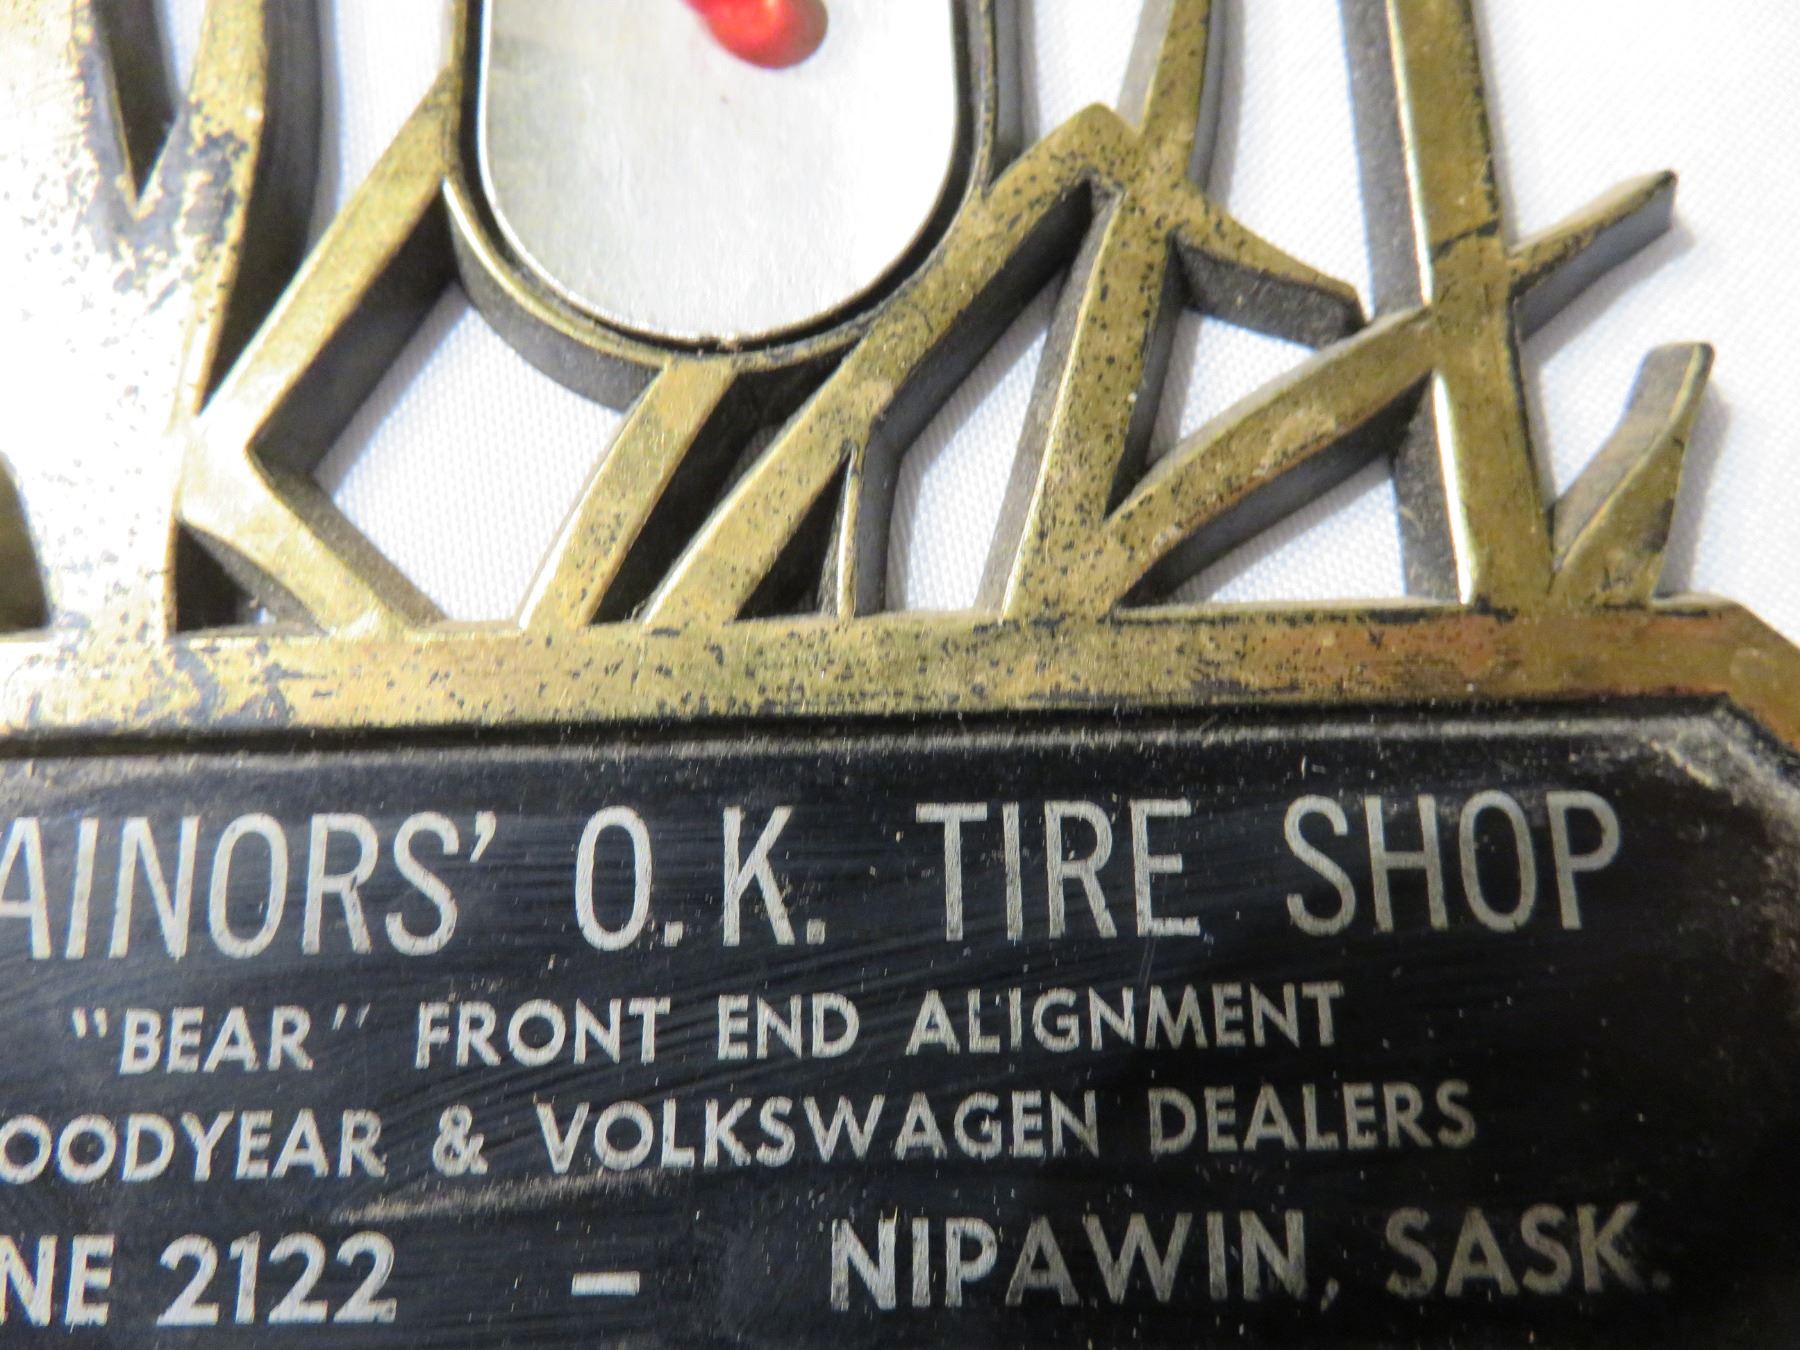 AINORS' O.K. TIRE SHOP
"BEAR" FRONT END ALIGNMENT
OODYEAR & VOLKSWAGEN DEALERS
NE 2122 - NIPAWIN, SASK.